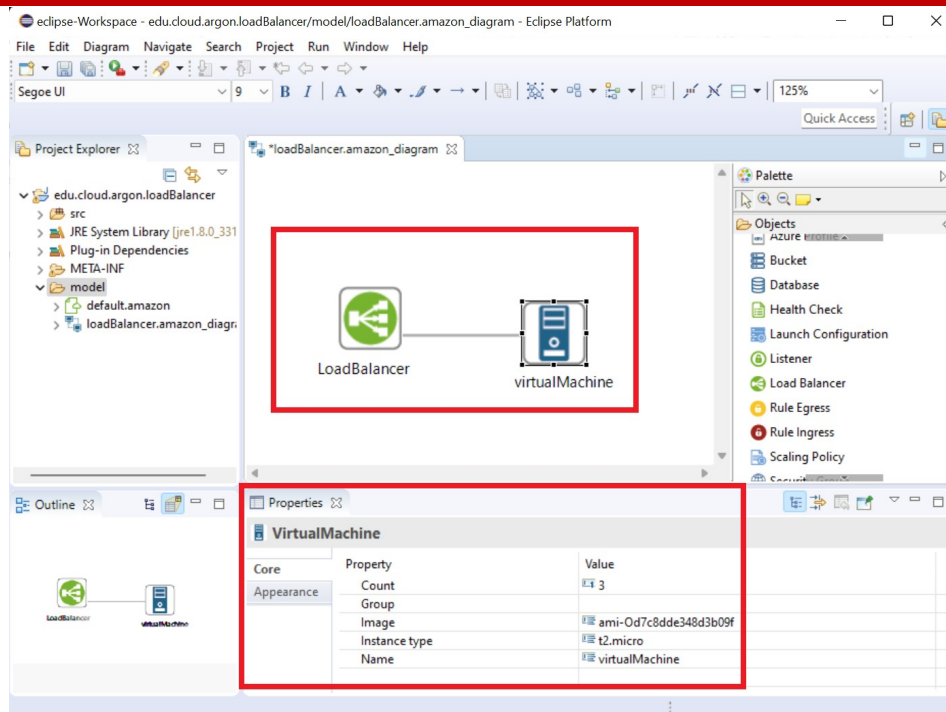 eclipse-Workspace - edu.cloud.argon.loadBalancer/model/loadBalancer.amazon_diagram - Eclipse Platform
File Edit Diagram Navigate Search Project Run Window Help
Segoe UI 9 B I A 125%
Quick Access
Project Explorer
*loadBalancer.amazon_diagram
edu.cloud.argon.loadBalancer
src
JRE System Library [jre1.8.0_331
Plug-in Dependencies
META-INF
model
default.amazon
loadBalancer.amazon_diagr
LoadBalancer
virtualMachine
Palette
Objects
Azure Profile
Bucket
Database
Health Check
Launch Configuration
Listener
Load Balancer
Rule Egress
Rule Ingress
Scaling Policy
Outline
LoadBalancer
virtualMachine
Properties
VirtualMachine
Core
Appearance
Property Value
Count 3
Group
Image ami-Od7c8dde348d3b09f
Instance type t2.micro
Name virtualMachine